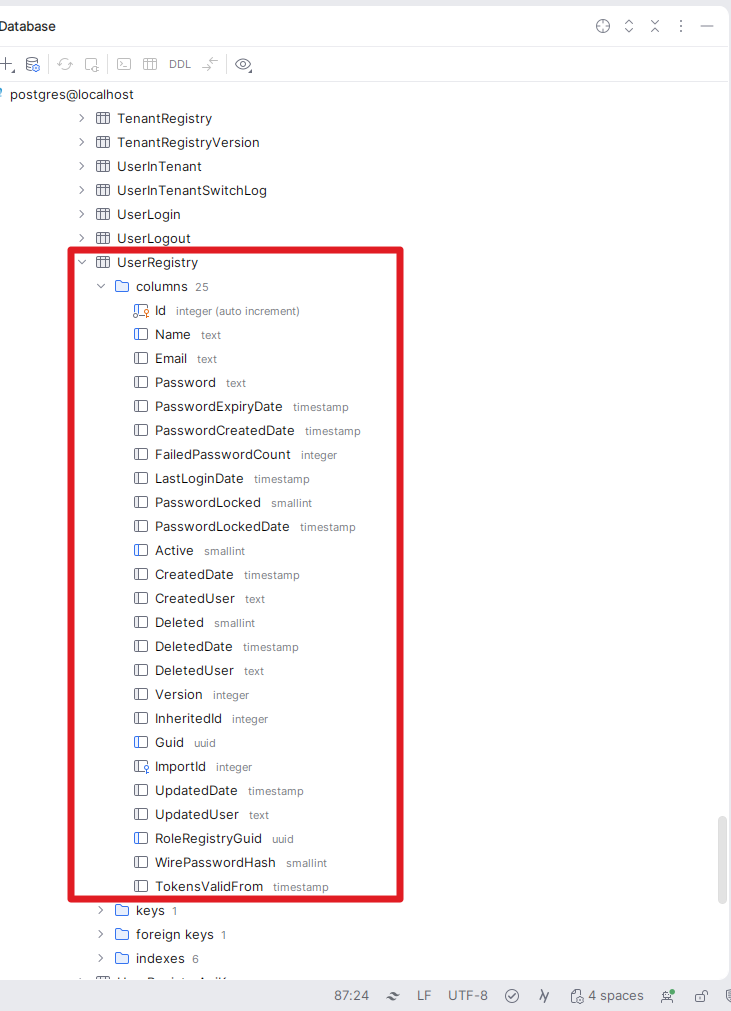 Database
DDL
postgres@localhost
TenantRegistry
TenantRegistryVersion
UserInTenant
UserInTenantSwitchLog
UserLogin
UserLogout
UserRegistry
columns 25
Id integer (auto increment)
Name text
Email text
Password text
PasswordExpiryDate timestamp
PasswordCreatedDate timestamp
FailedPasswordCount integer
LastLoginDate timestamp
PasswordLocked smallint
PasswordLockedDate timestamp
Active smallint
CreatedDate timestamp
CreatedUser text
Deleted smallint
DeletedDate timestamp
DeletedUser text
Version integer
InheritedId integer
Guid uuid
ImportId integer
UpdatedDate timestamp
UpdatedUser text
RoleRegistryGuid uuid
WirePasswordHash smallint
TokensValidFrom timestamp
keys 1
foreign keys 1
indexes 6
87:24 LF UTF-8 4 spaces